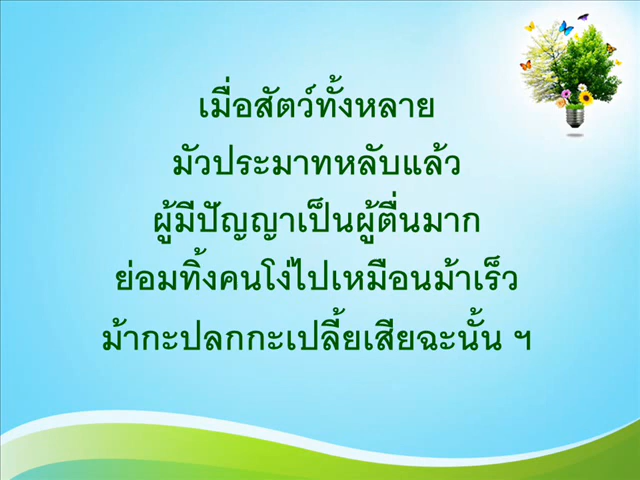 เมื่อสัตว์ทั้งหลาย
มัวประมาทหลับแล้ว
ผู้มีปัญญาเป็นผู้ตื่นมาก
ย่อมทิ้งคนโง่ไปเหมือนม้าเร็ว
ม้ากะปลกกะเปลี้ยเสียฉะนั้น ฯ